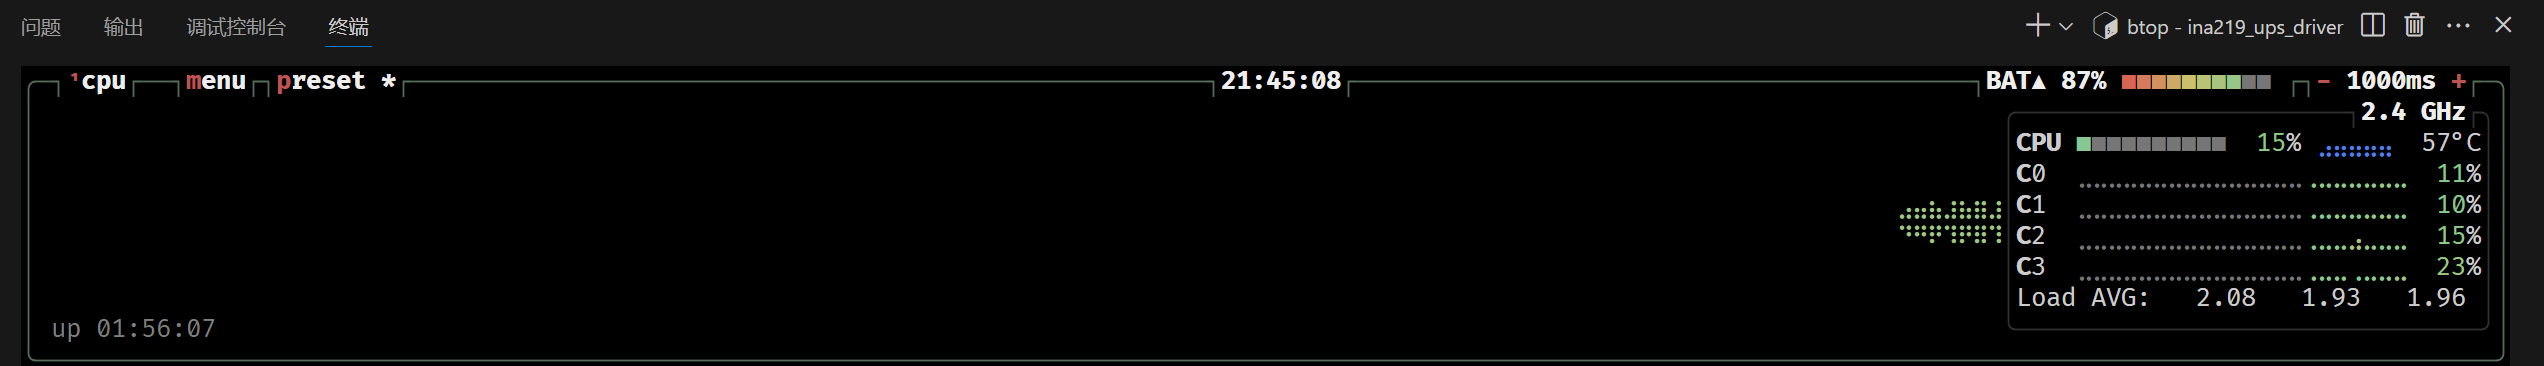 问题 输出 调试控制台 终端 btop - ina219_ups_driver
¹cpu menu preset * 21:45:08 BAT▲ 87% - 1000ms +
2.4 GHz
CPU 15% 57°C
C0 11%
C1 10%
C2 15%
C3 23%
Load AVG: 2.08 1.93 1.96
up 01:56:07